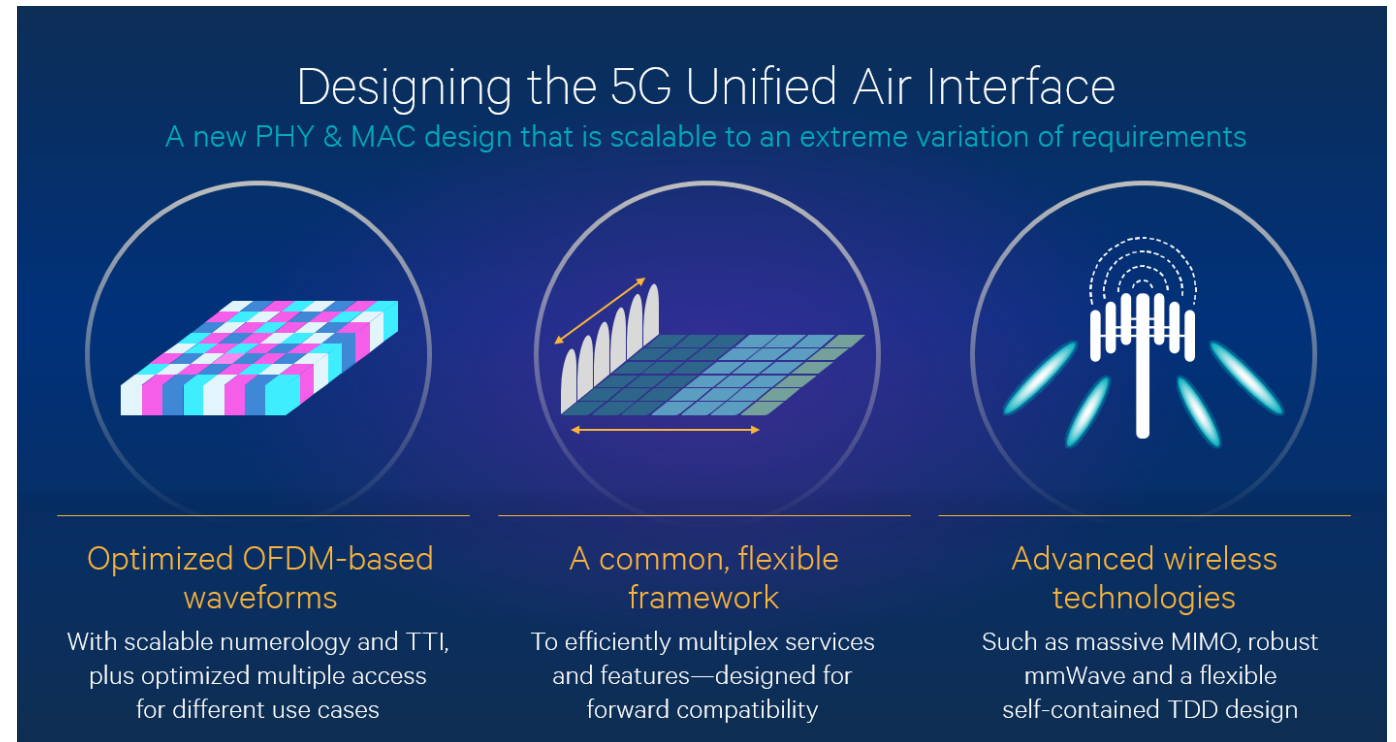 Designing the 5G Unified Air Interface
A new PHY & MAC design that is scalable to an extreme variation of requirements
Optimized OFDM-based
waveforms
With scalable numerology and TTI,
plus optimized multiple access
for different use cases
A common, flexible
framework
To efficiently multiplex services
and features—designed for
forward compatibility
Advanced wireless
technologies
Such as massive MIMO, robust
mmWave and a flexible
self-contained TDD design